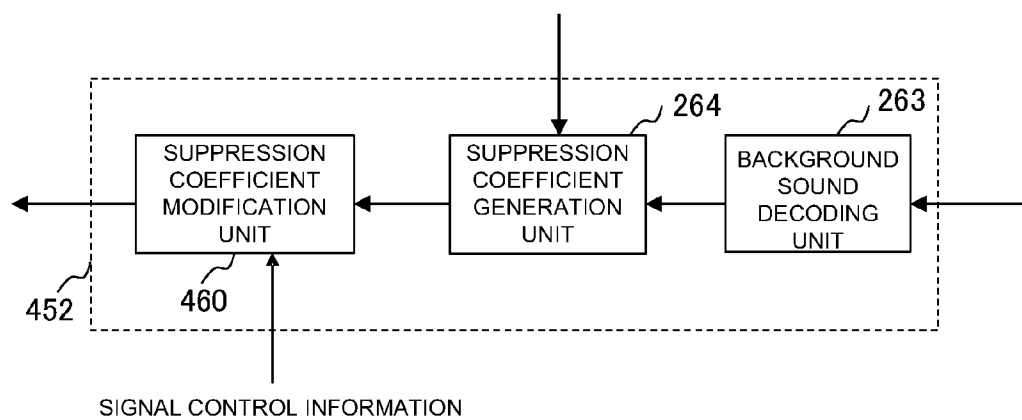 264
263
SUPPRESSION
COEFFICIENT
MODIFICATION
UNIT
SUPPRESSION
COEFFICIENT
GENERATION
UNIT
BACKGROUND
SOUND
DECODING
UNIT
452
460
SIGNAL CONTROL INFORMATION